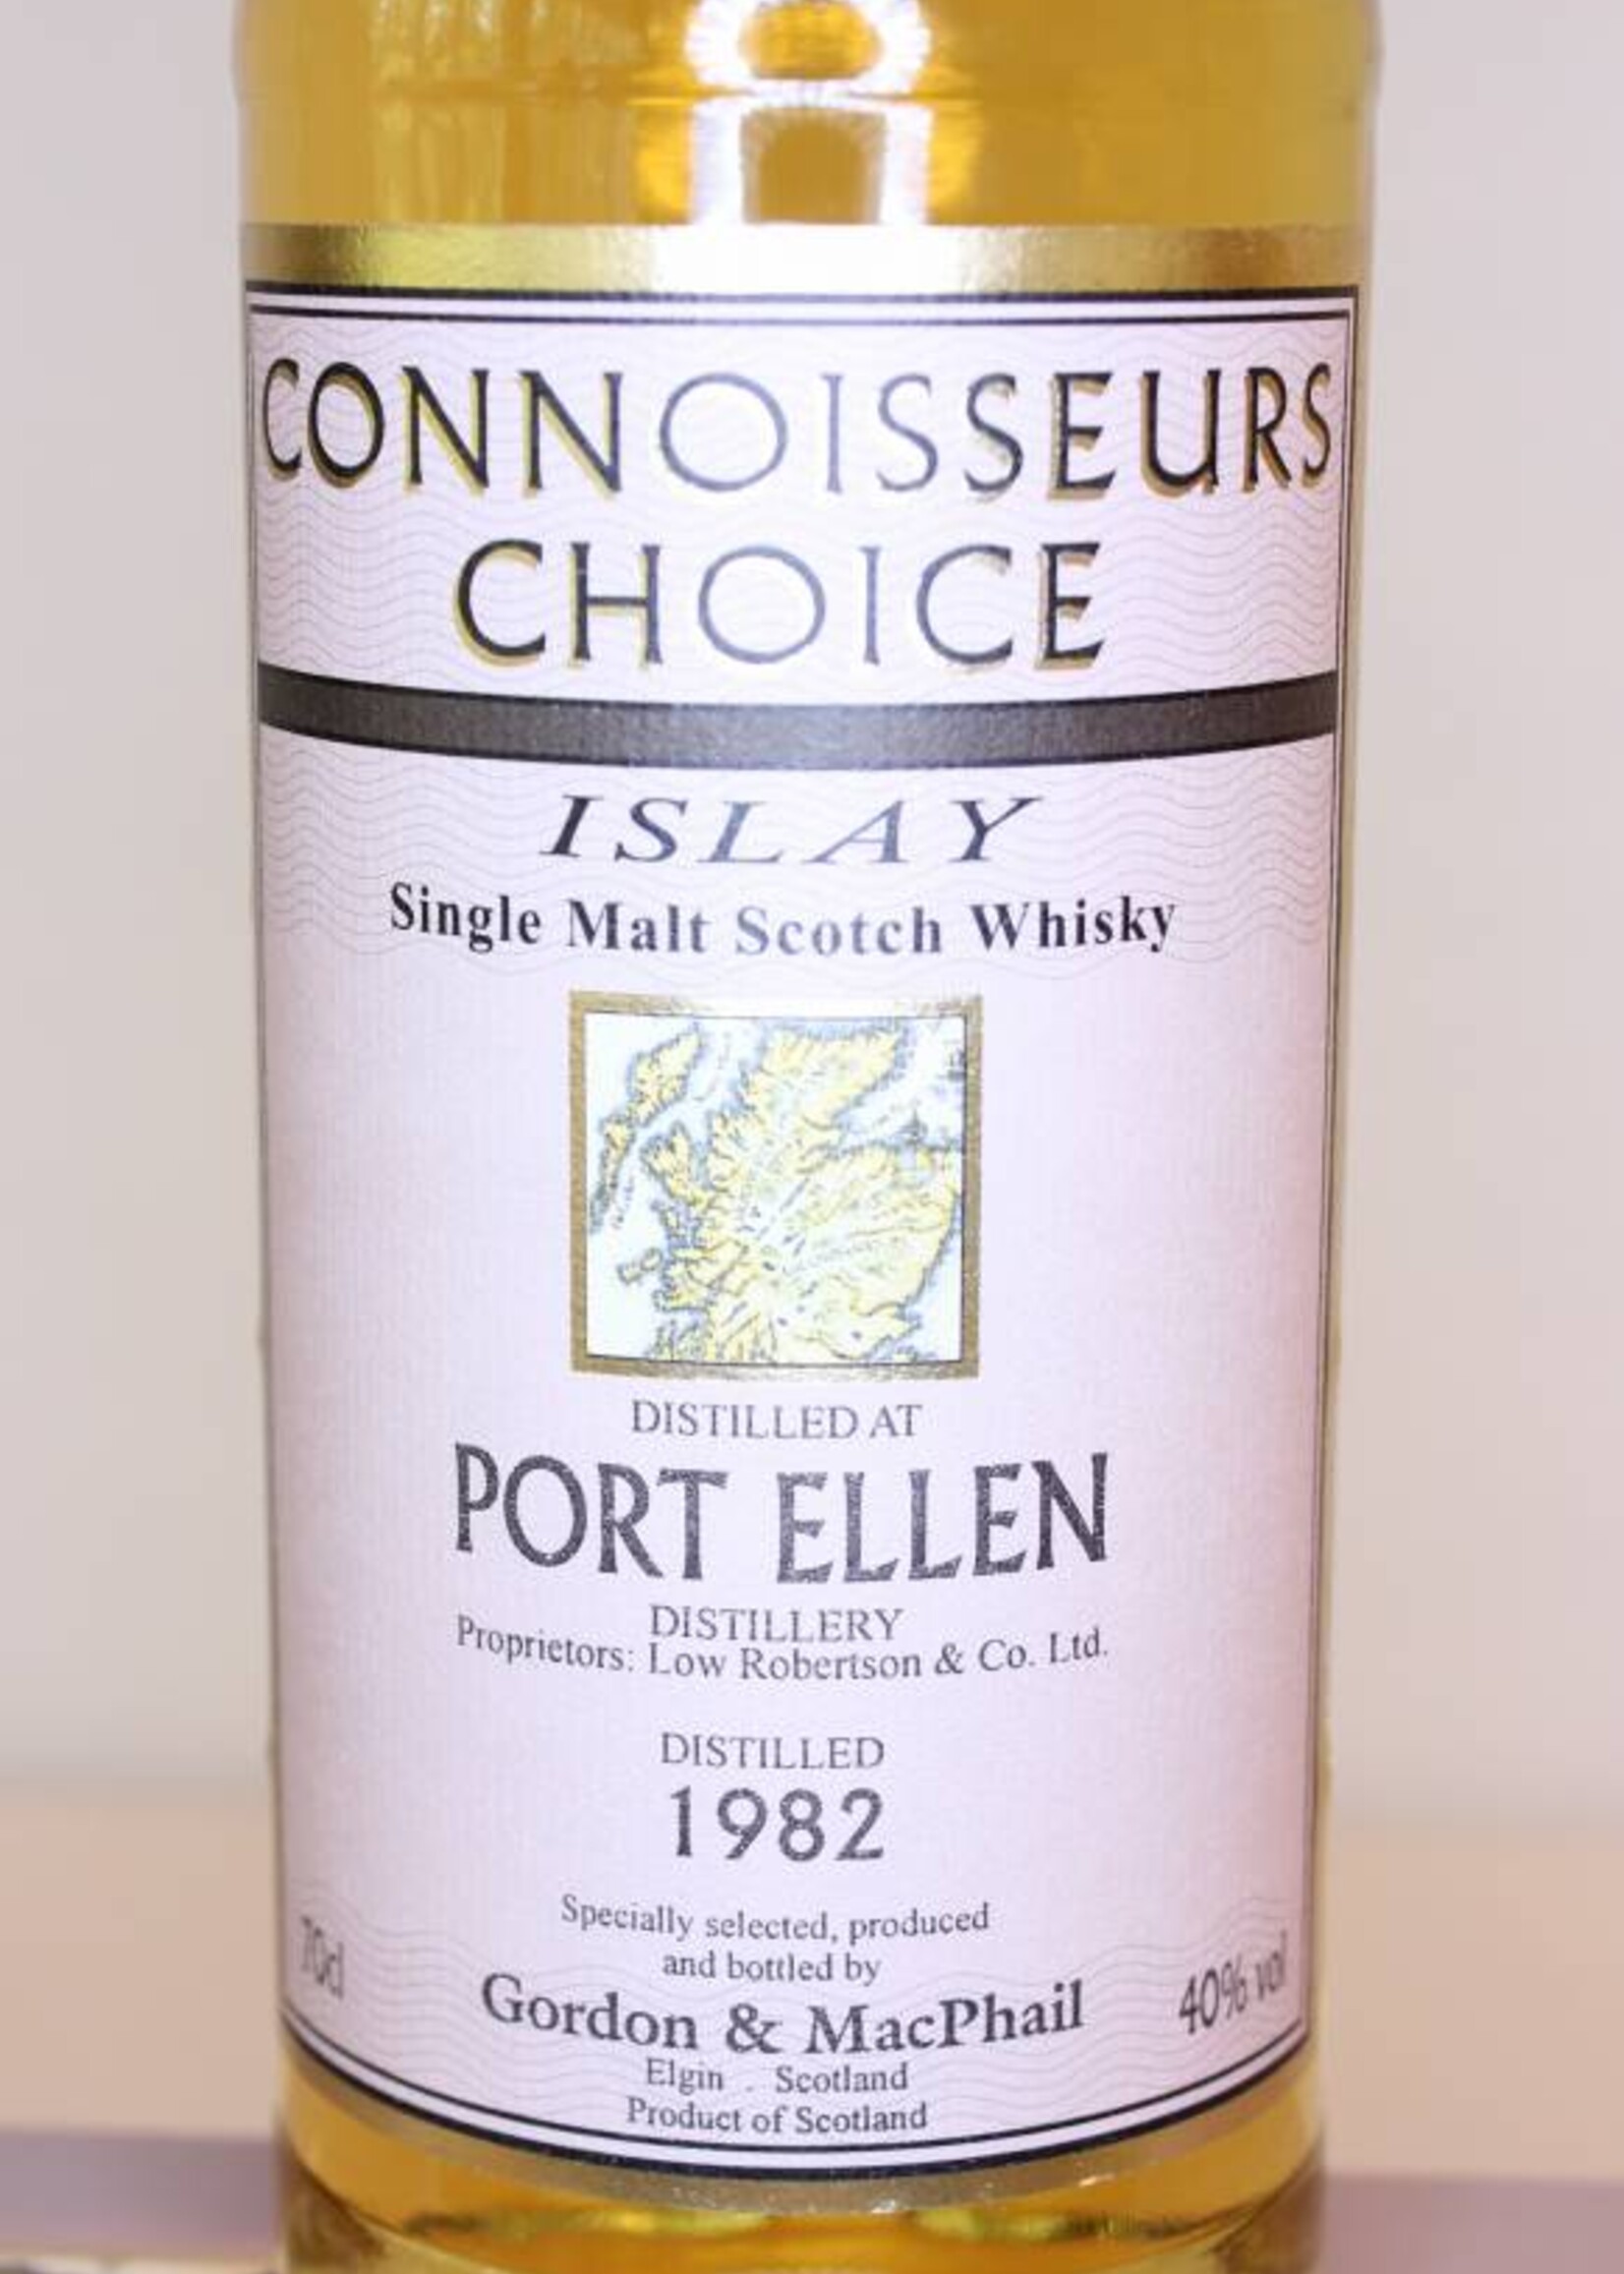 CONNOISSEURS
CHOICE
ISLAY
Single Malt Scotch Whisky
DISTILLED AT
PORT ELLEN
DISTILLERY
Proprietors: Low Robertson & Co. Ltd.
DISTILLED
1982
Specially selected, produced
and bottled by
70cl
Gordon & MacPhail
40% vol
Elgin . Scotland
Product of Scotland